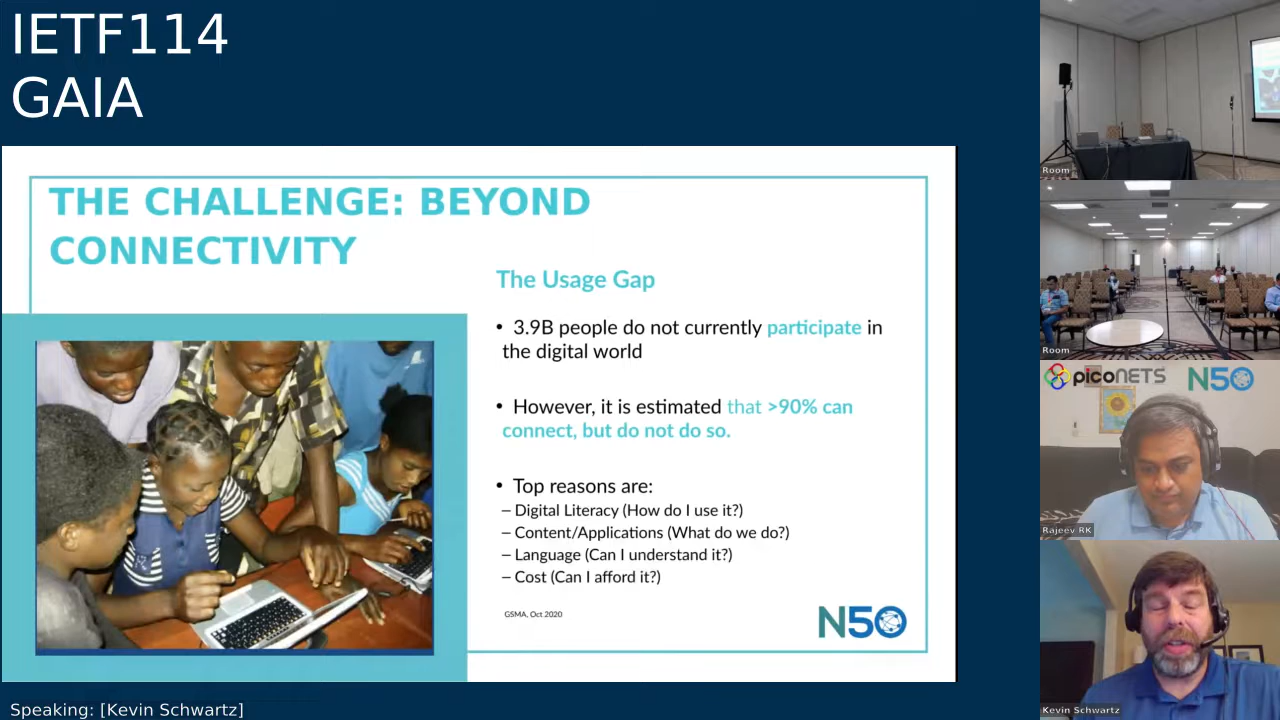 IETF114
GAIA
THE CHALLENGE: BEYOND
CONNECTIVITY
The Usage Gap
• 3.9B people do not currently participate in
the digital world
• However, it is estimated that >90% can
connect, but do not do so.
• Top reasons are:
– Digital Literacy (How do I use it?)
– Content/Applications (What do we do?)
– Language (Can I understand it?)
– Cost (Can I afford it?)
GSMA, Oct 2020
N50
Speaking: [Kevin Schwartz]
Room
Room
picoNETS N50
Rajeev RK
Kevin Schwartz